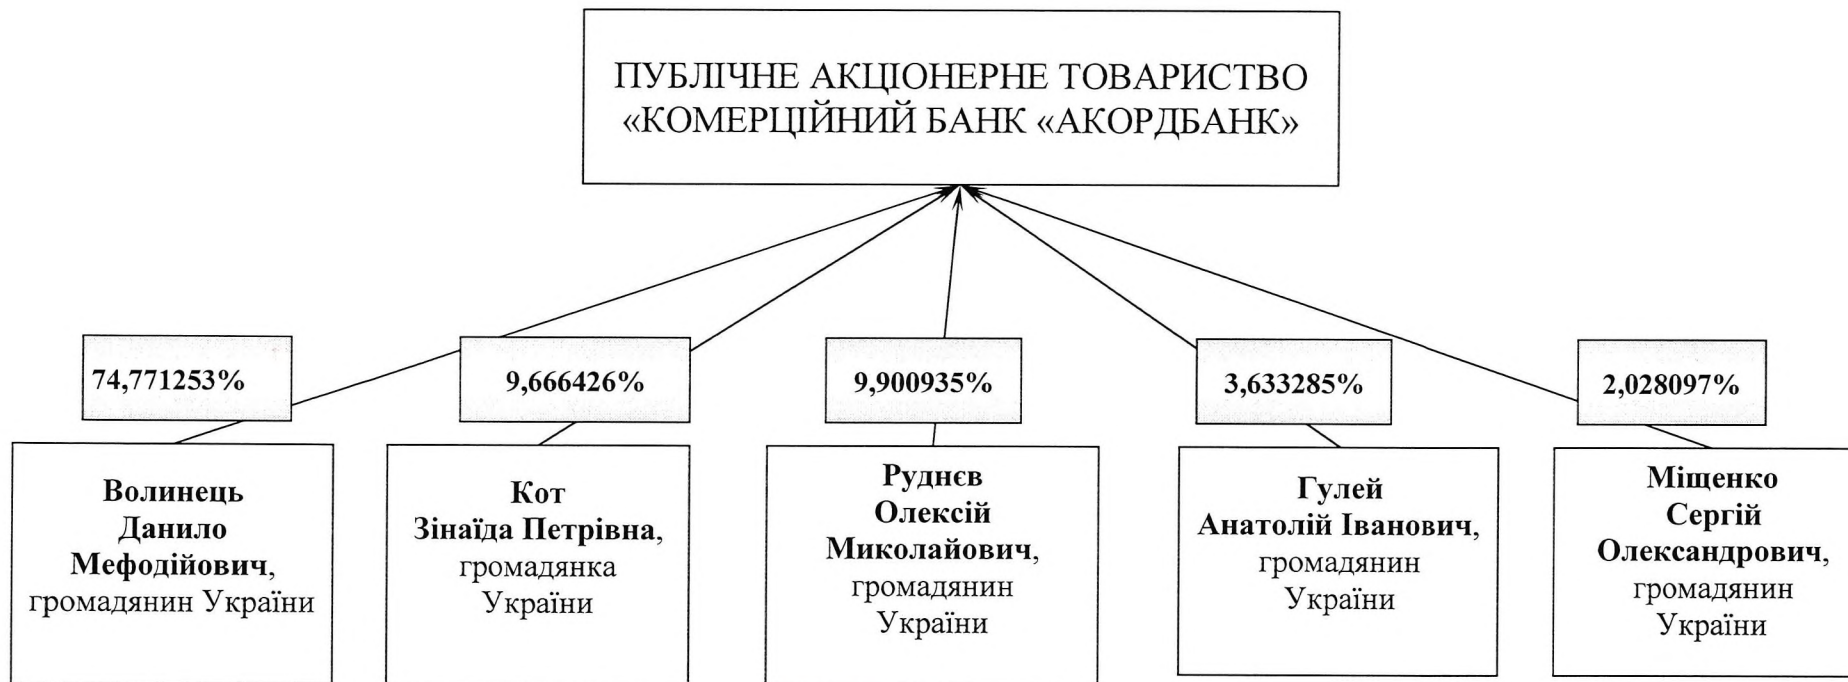 ПУБЛІЧНЕ АКЦІОНЕРНЕ ТОВАРИСТВО
«КОМЕРЦІЙНИЙ БАНК «АКОРДБАНК»
74,771253%
9,666426%
9,900935%
3,633285%
2,028097%
Волинець
Данило
Мефодійович,
громадянин України
Кот
Зінаїда Петрівна,
громадянка
України
Руднєв
Олексій
Миколайович,
громадянин
України
Гулей
Анатолій Іванович,
громадянин
України
Міщенко
Сергій
Олександрович,
громадянин
України